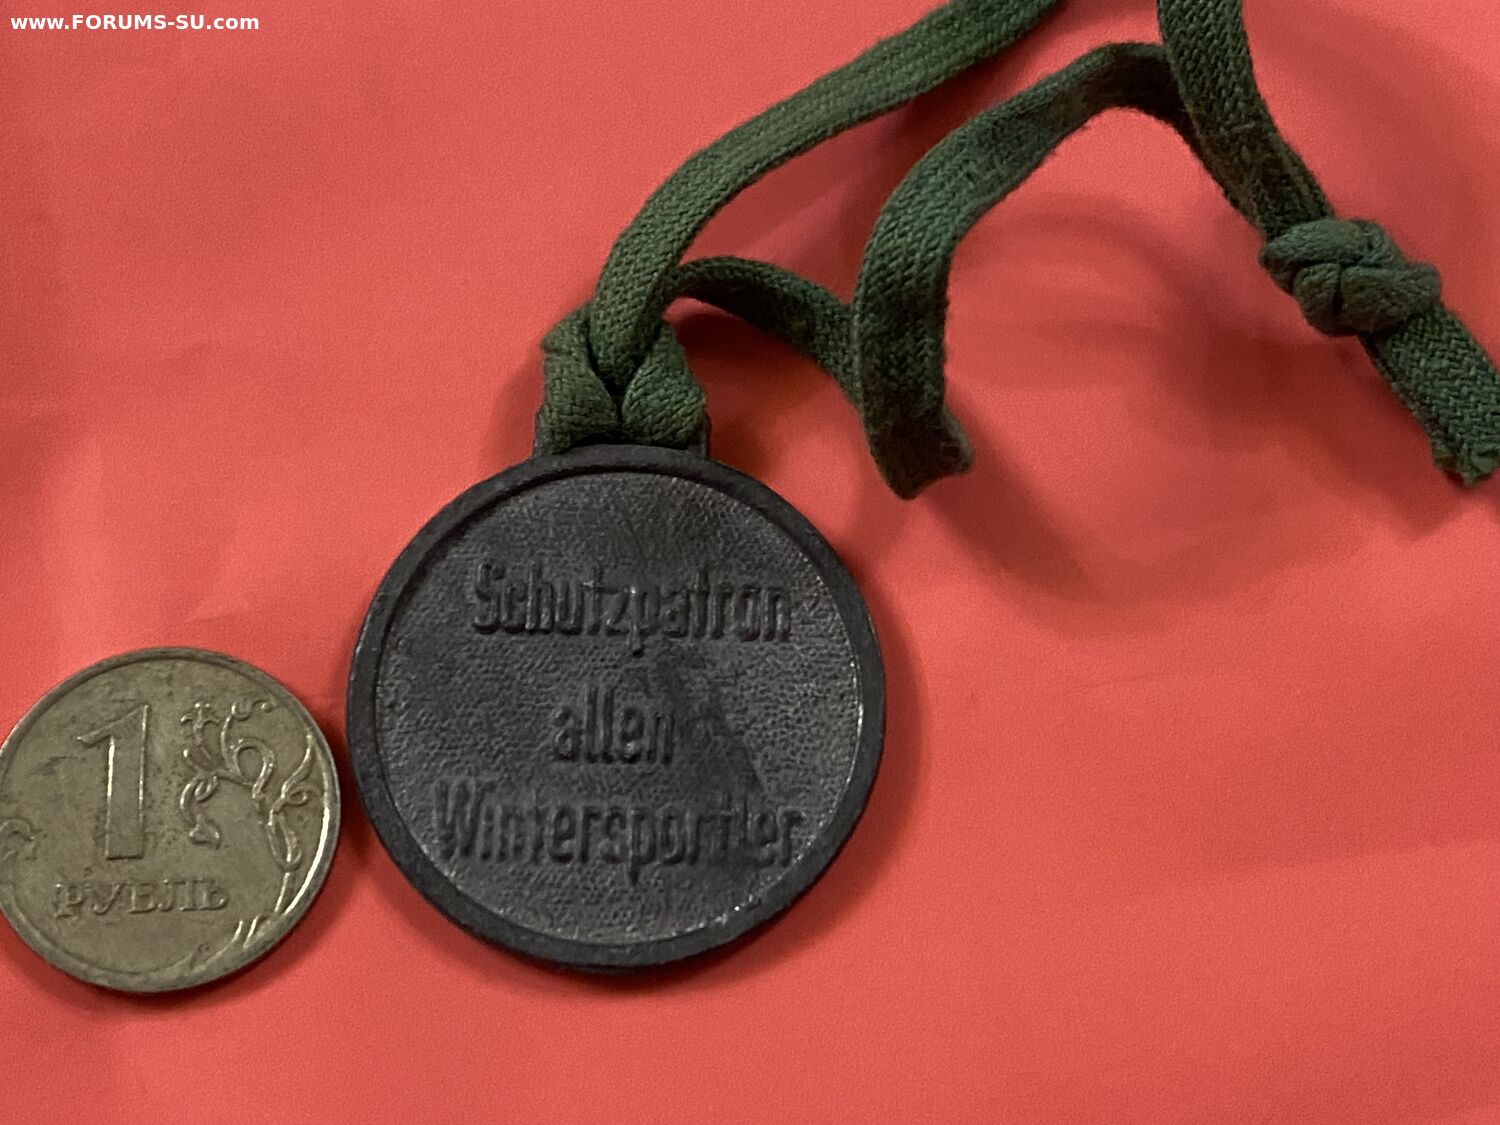 www.FORUMS-SU.com
Schutzpatron
allen
Wintersportler
1
РУБЛЬ